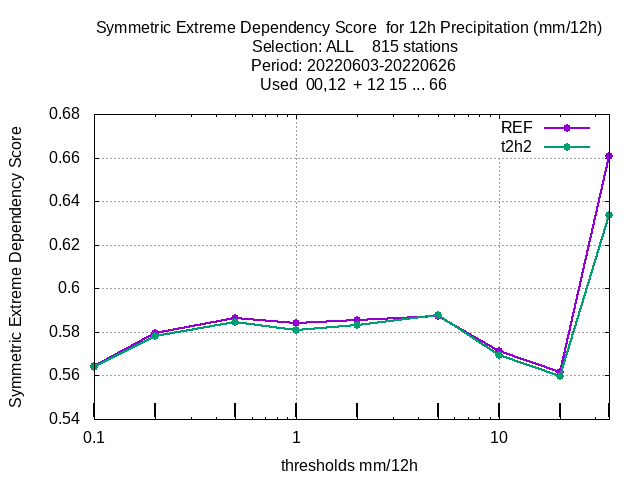 Symmetric Extreme Dependency Score  for 12h Precipitation (mm/12h)
Selection: ALL    815 stations
Period: 20220603-20220626
Used  00,12  + 12 15 ... 66
REF
t2h2
Symmetric Extreme Dependency Score
0.68
0.66
0.64
0.62
0.6
0.58
0.56
0.54
0.1
1
10
thresholds mm/12h